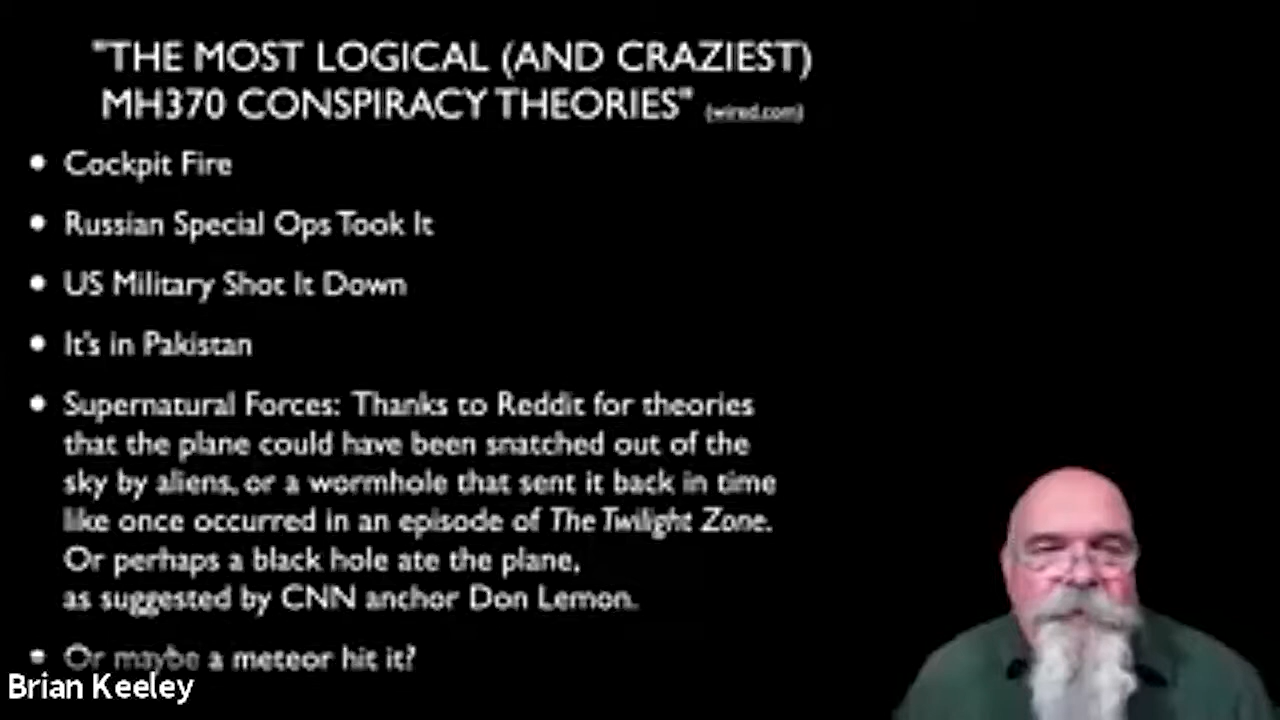 "THE MOST LOGICAL (AND CRAZIEST)
MH370 CONSPIRACY THEORIES" (wired.com)
• Cockpit Fire
• Russian Special Ops Took It
• US Military Shot It Down
• It's in Pakistan
• Supernatural Forces: Thanks to Reddit for theories
that the plane could have been snatched out of the
sky by aliens, or a wormhole that sent it back in time
like once occurred in an episode of The Twilight Zone.
Or perhaps a black hole ate the plane,
as suggested by CNN anchor Don Lemon.
• Or maybe a meteor hit it?
Brian Keeley